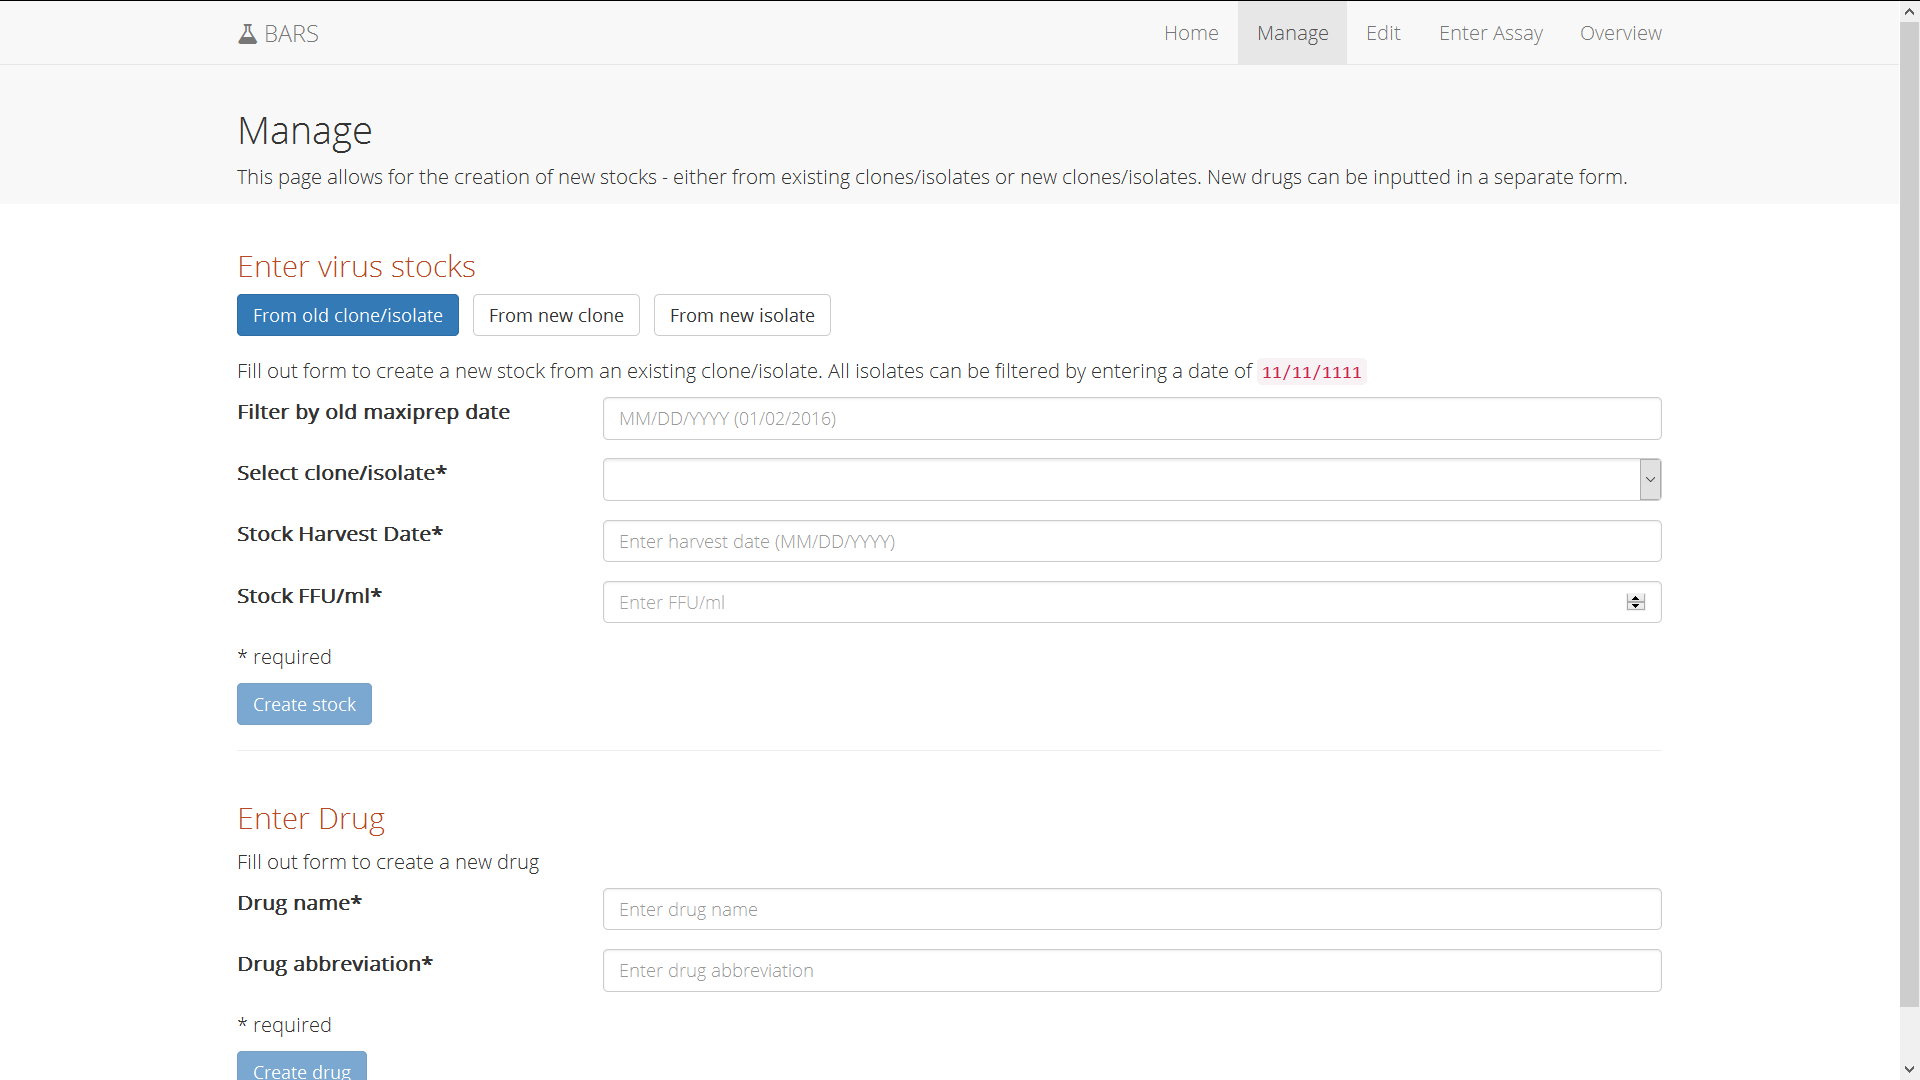 BARS
Home Manage Edit Enter Assay Overview
Manage
This page allows for the creation of new stocks - either from existing clones/isolates or new clones/isolates. New drugs can be inputted in a separate form.
Enter virus stocks
From old clone/isolate From new clone From new isolate
Fill out form to create a new stock from an existing clone/isolate. All isolates can be filtered by entering a date of 11/11/1111
Filter by old maxiprep date MM/DD/YYYY (01/02/2016)
Select clone/isolate*
Stock Harvest Date* Enter harvest date (MM/DD/YYYY)
Stock FFU/ml* Enter FFU/ml
* required
Create stock
Enter Drug
Fill out form to create a new drug
Drug name* Enter drug name
Drug abbreviation* Enter drug abbreviation
* required
Create drug